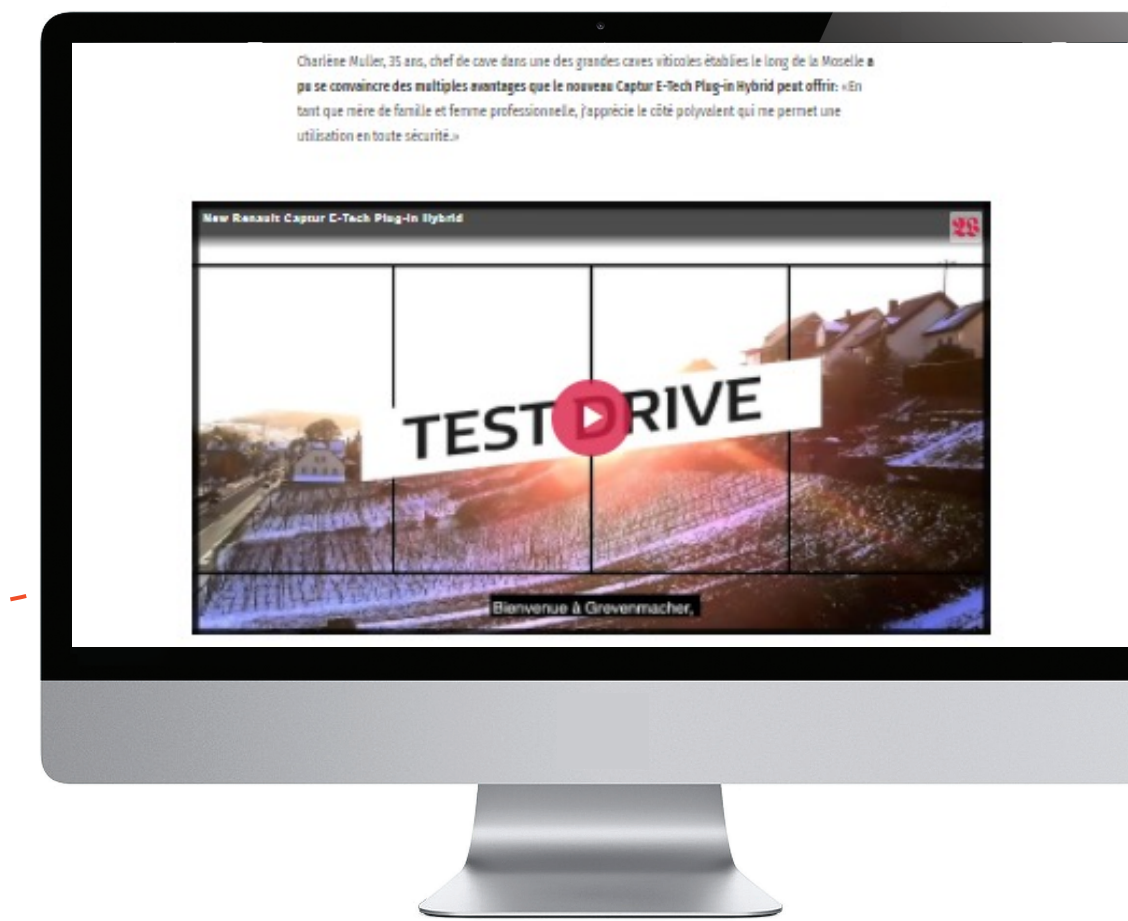 Charlène Muller, 35 ans, chef de cave dans une des grandes caves viticoles établies le long de la Moselle a
pu se convaincre des multiples avantages que le nouveau Captur E-Tech Plug-in Hybrid peut offrir: «En
tant que mère de famille et femme professionnelle, j'apprécie le côté polyvalent qui me permet une
utilisation en toute sécurité.»
New Renault Captur E-Tech Plug-in Hybrid
TEST DRIVE
Bienvenue à Grevenmacher,